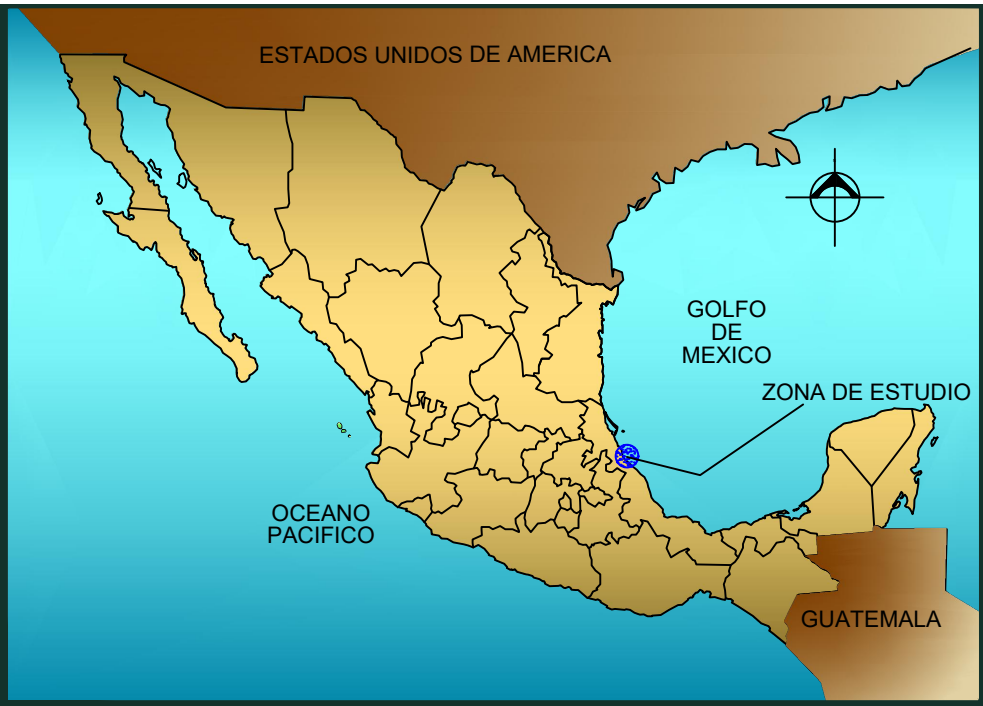 ESTADOS UNIDOS DE AMERICA
GOLFO
DE
MEXICO
ZONA DE ESTUDIO
OCEANO
PACIFICO
GUATEMALA